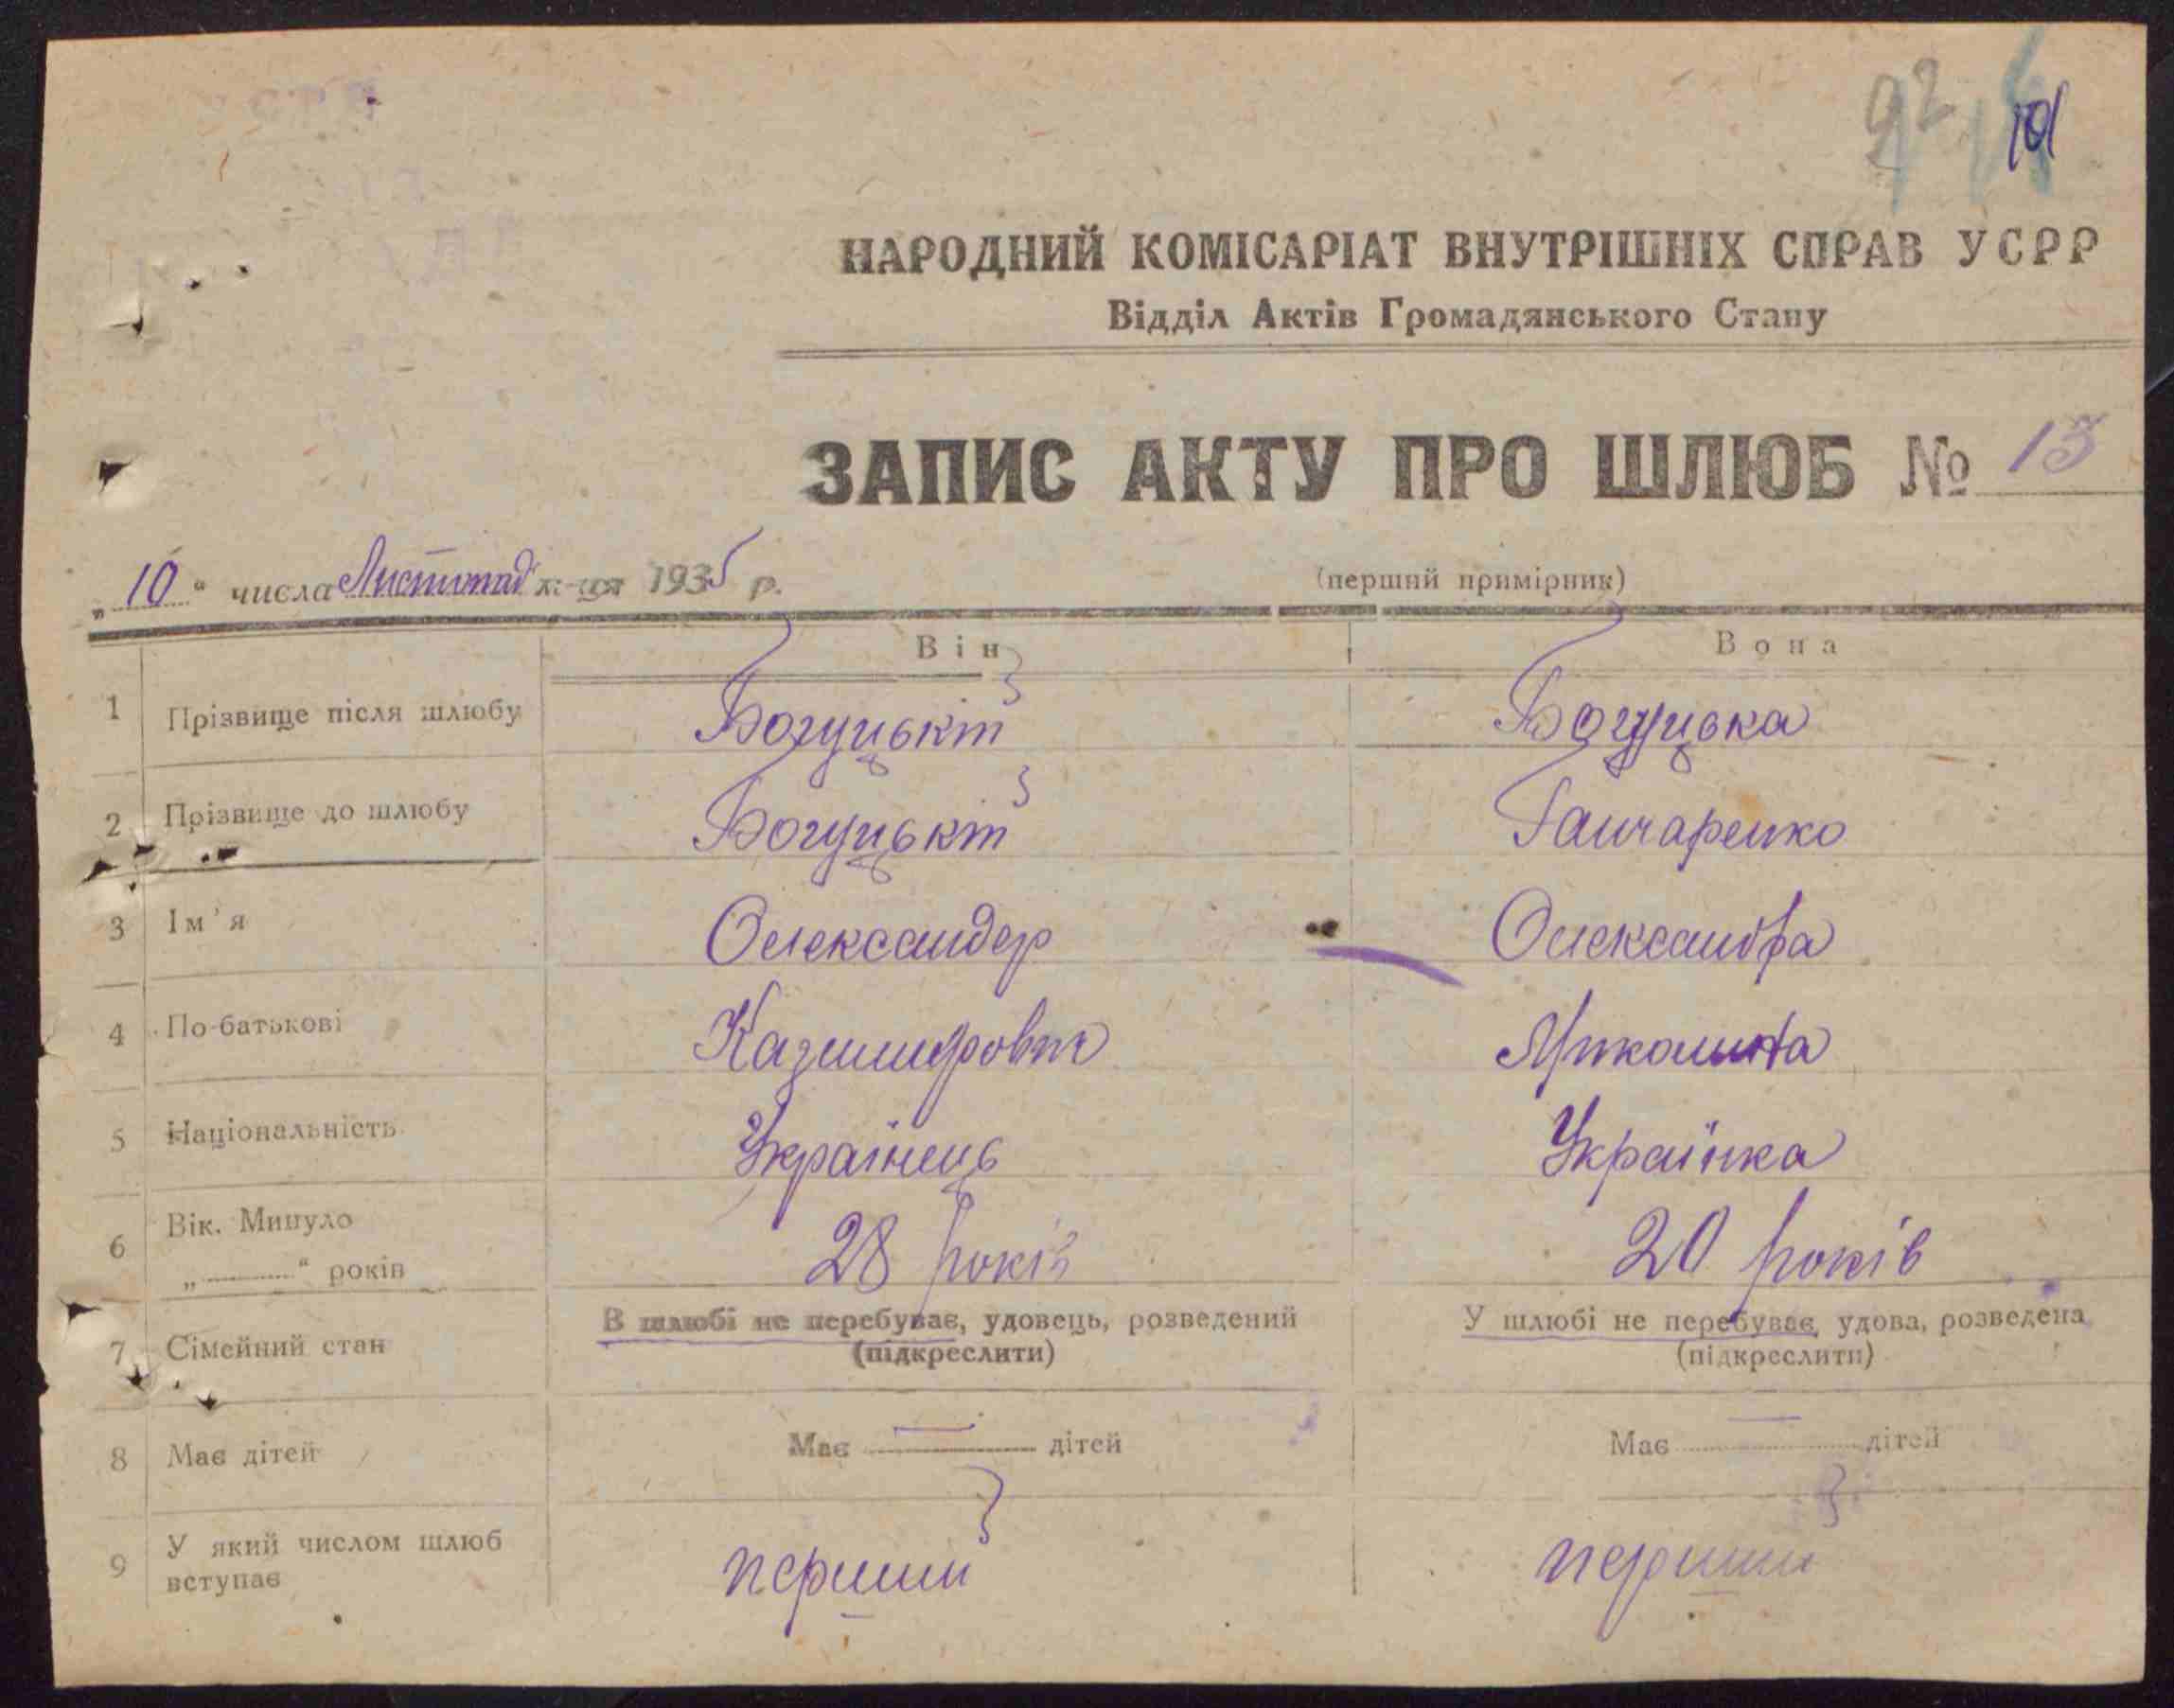 92 101
НАРОДНИЙ КОМІСАРІАТ ВНУТРІШНІХ СПРАВ УСРР
Відділ Актів Громадянського Стану
ЗАПИС АКТУ ПРО ШЛЮБ № 13
„10“ числа Листопад м-ця 1935 р. (перший примірник)
Він Вона
1 Прізвище після шлюбу Богуцький Богуцька
2 Прізвище до шлюбу Богуцький Ганчаренко
3 Ім'я Олександер Олександра
4 По-батькові Казимирович Миколина
5 Національність Українець Українка
6 Вік. Минуло
„ “ років 28 років 20 років
7 Сімейний стан В шлюбі не перебуває, удовець, розведений У шлюбі не перебуває, удова, розведена
(підкреслити) (підкреслити)
8 Має дітей Має — дітей Має — дітей
9 У який числом шлюб
вступає перший перший